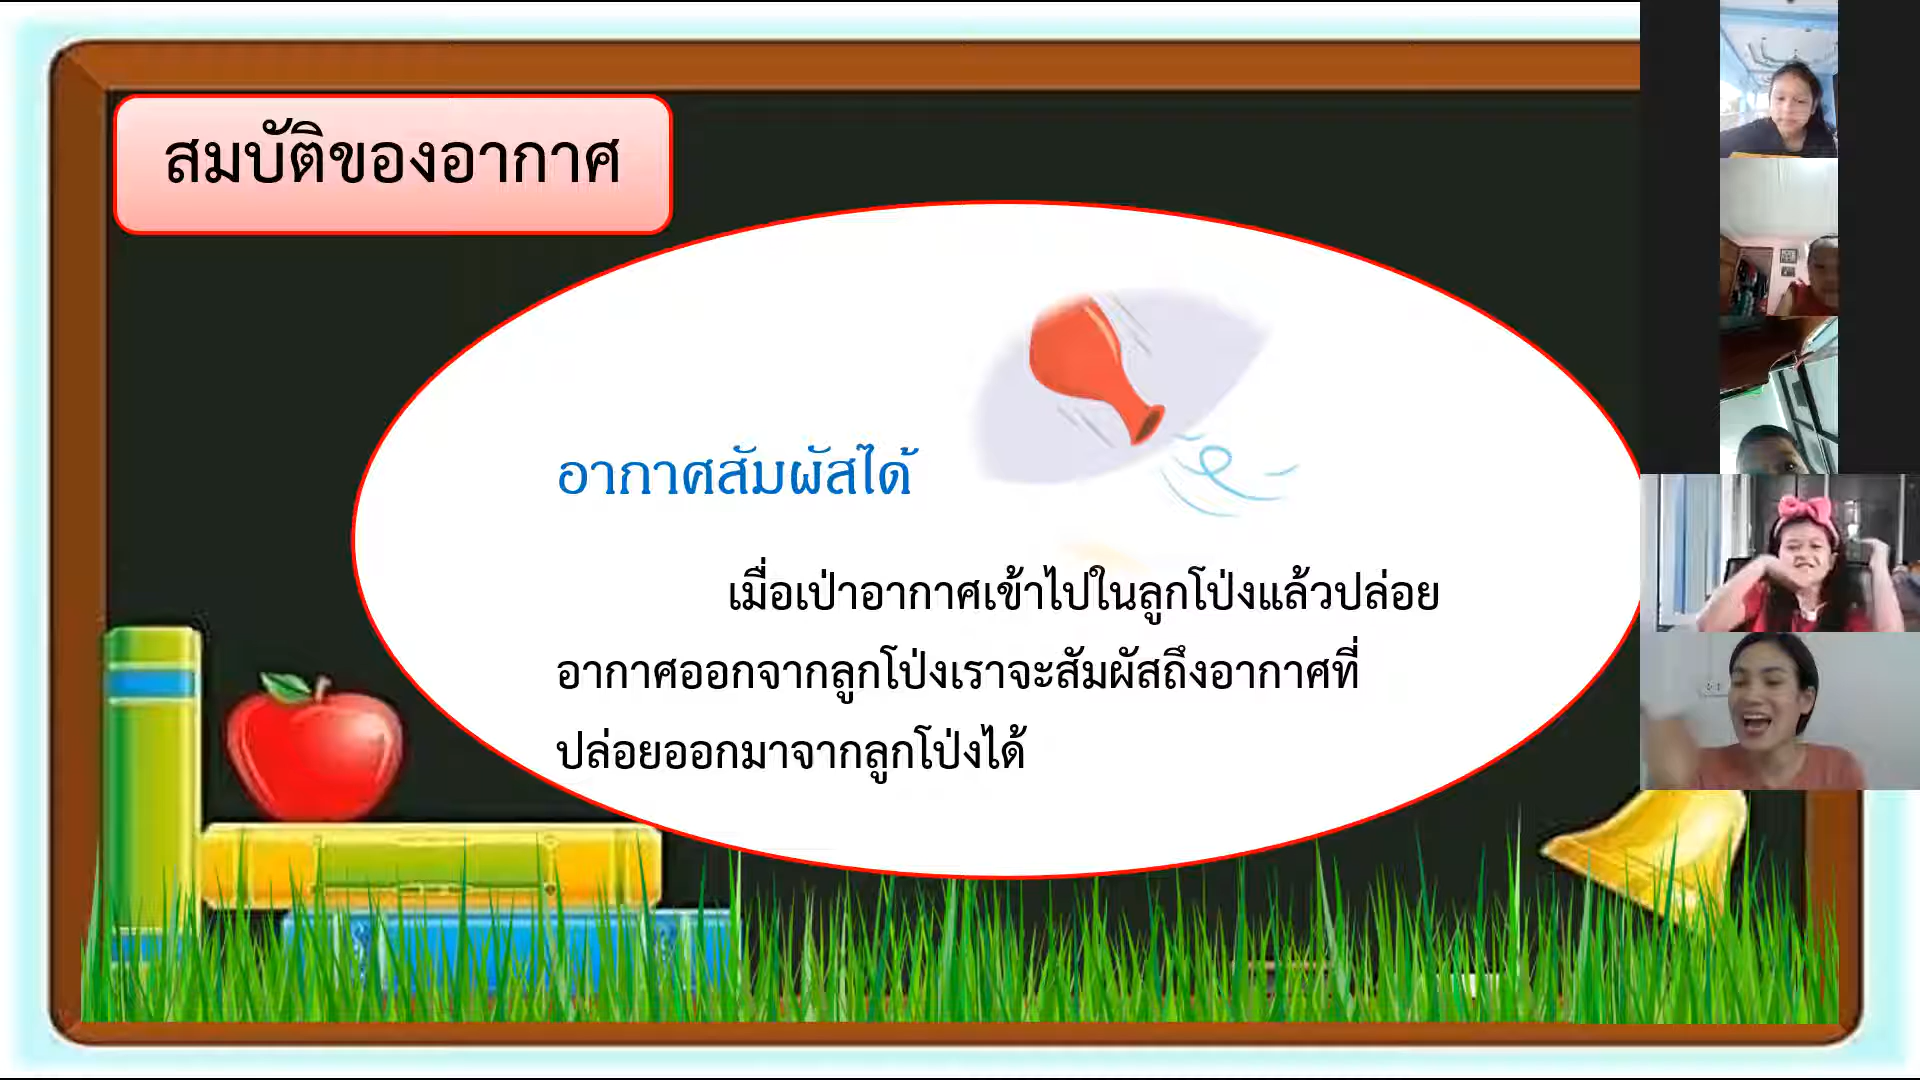 สมบัติของอากาศ
อากาศสัมผัสได้
เมื่อเป่าอากาศเข้าไปในลูกโป่งแล้วปล่อย
อากาศออกจากลูกโป่งเราจะสัมผัสถึงอากาศที่
ปล่อยออกมาจากลูกโป่งได้